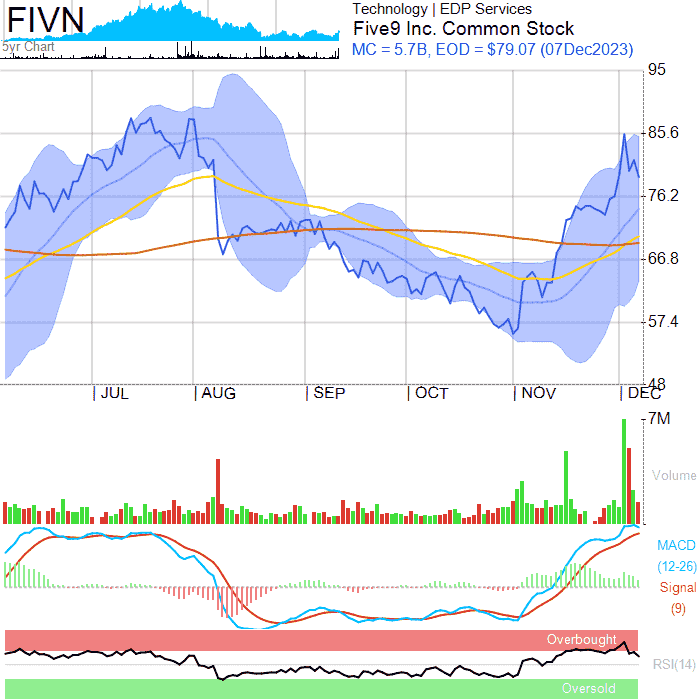 FIVN
5yr Chart
Technology | EDP Services
Five9 Inc. Common Stock
MC = 5.7B, EOD = $79.07 (07Dec2023)
95
85.6
76.2
66.8
57.4
48
JUL
AUG
SEP
OCT
NOV
DEC
7M
Volume
MACD
(12-26)
Signal
(9)
Overbought
RSI(14)
Oversold